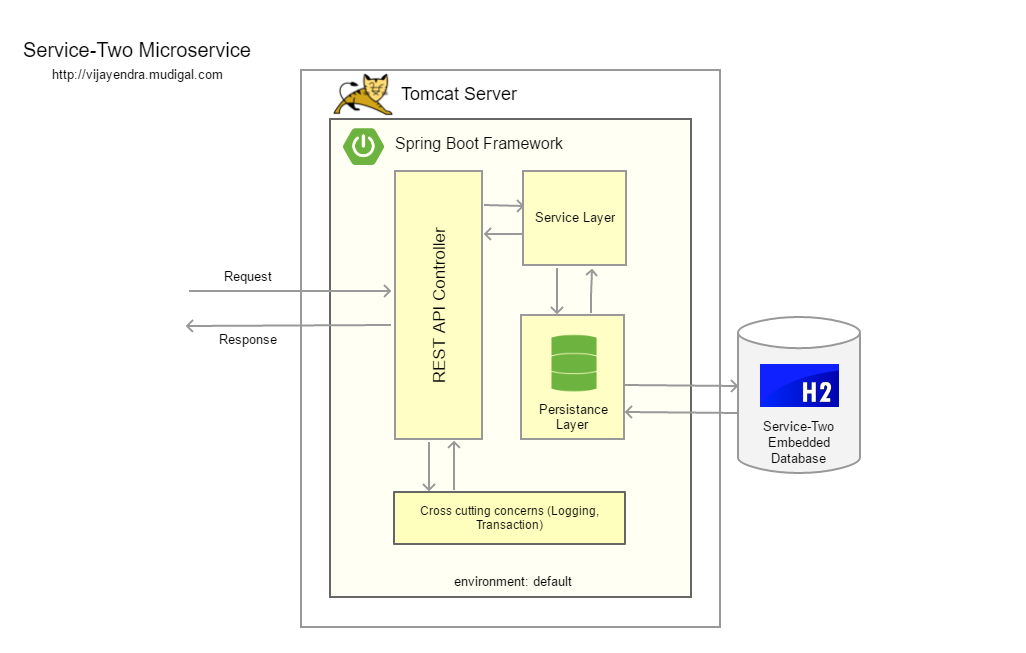 Service-Two Microservice
http://vijayendra.mudigal.com
Tomcat Server
Spring Boot Framework
REST API Controller
Service Layer
Request
Response
Persistance
Layer
H2
Service-Two
Embedded
Database
Cross cutting concerns (Logging,
Transaction)
environment: default